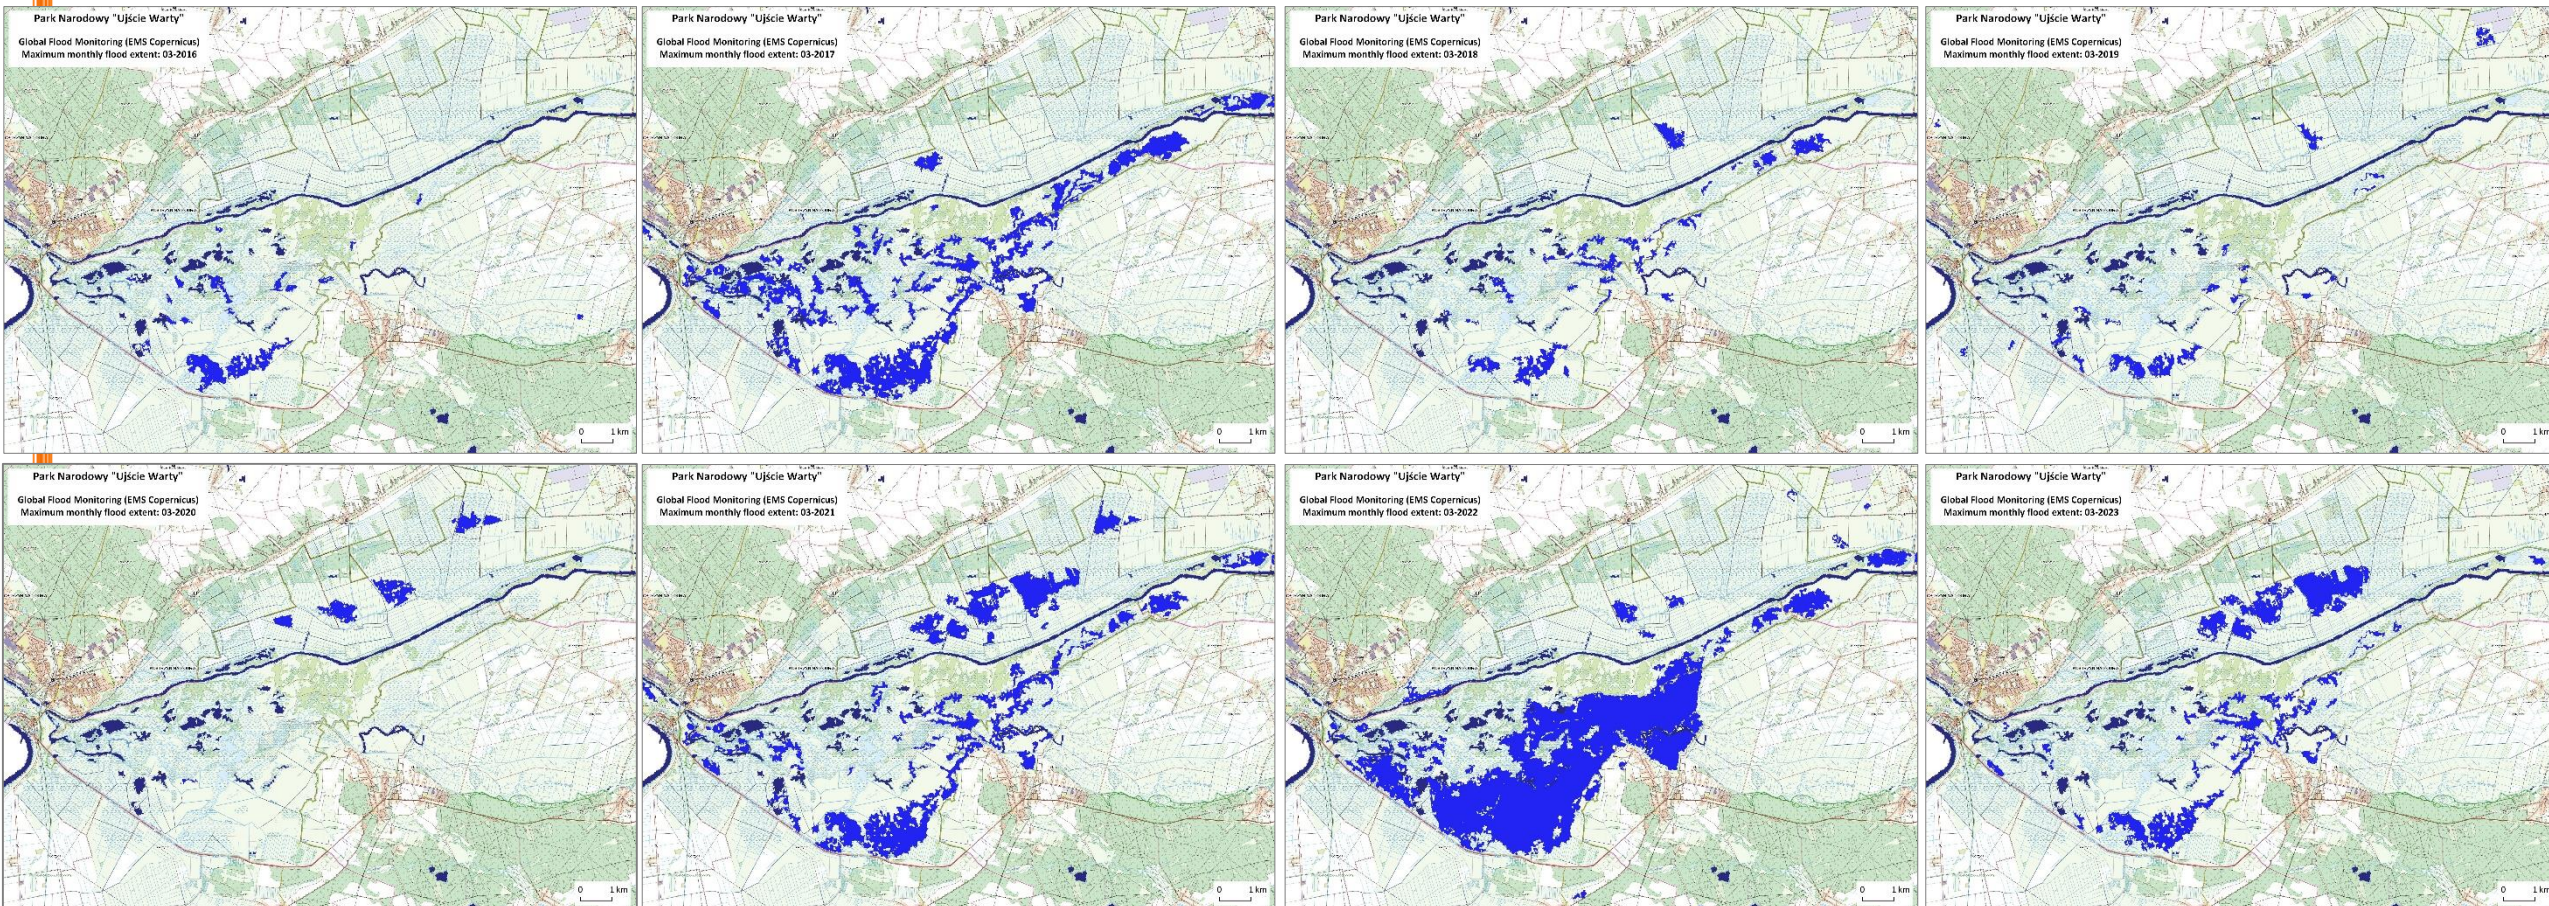 Park Narodowy "Ujście Warty"
Global Flood Monitoring (EMS Copernicus)
Maximum monthly flood extent: 03-2016
0 1 km
Park Narodowy "Ujście Warty"
Global Flood Monitoring (EMS Copernicus)
Maximum monthly flood extent: 03-2017
0 1 km
Park Narodowy "Ujście Warty"
Global Flood Monitoring (EMS Copernicus)
Maximum monthly flood extent: 03-2018
0 1 km
Park Narodowy "Ujście Warty"
Global Flood Monitoring (EMS Copernicus)
Maximum monthly flood extent: 03-2019
0 1 km
Park Narodowy "Ujście Warty"
Global Flood Monitoring (EMS Copernicus)
Maximum monthly flood extent: 03-2020
0 1 km
Park Narodowy "Ujście Warty"
Global Flood Monitoring (EMS Copernicus)
Maximum monthly flood extent: 03-2021
0 1 km
Park Narodowy "Ujście Warty"
Global Flood Monitoring (EMS Copernicus)
Maximum monthly flood extent: 03-2022
0 1 km
Park Narodowy "Ujście Warty"
Global Flood Monitoring (EMS Copernicus)
Maximum monthly flood extent: 03-2023
0 1 km